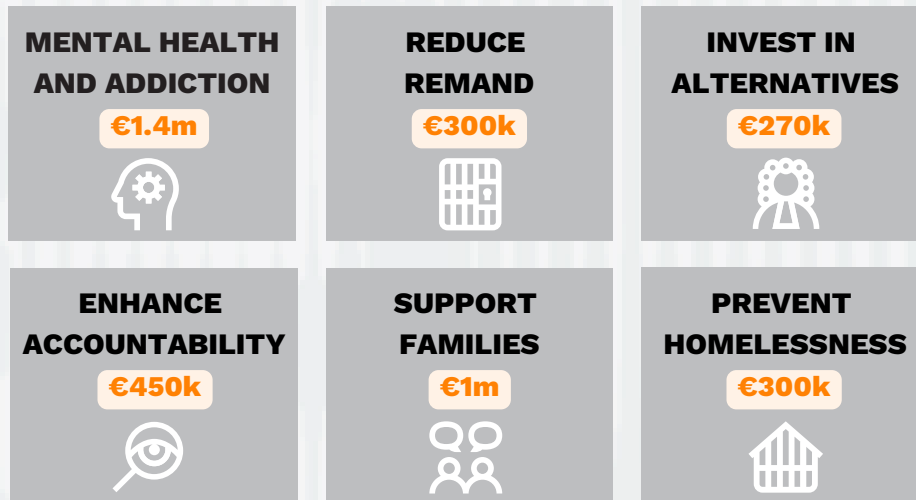 MENTAL HEALTH
AND ADDICTION
€1.4m
REDUCE
REMAND
€300k
INVEST IN
ALTERNATIVES
€270k
ENHANCE
ACCOUNTABILITY
€450k
SUPPORT
FAMILIES
€1m
PREVENT
HOMELESSNESS
€300k